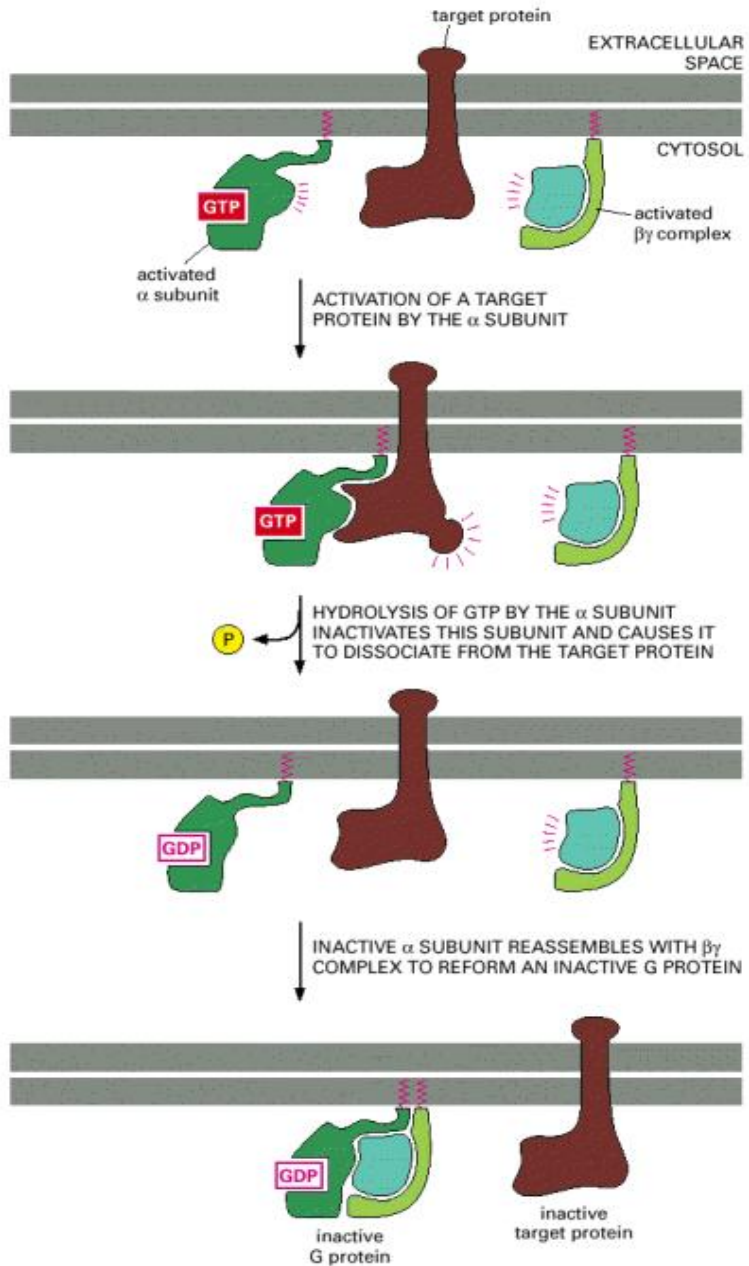 target protein
EXTRACELLULAR
SPACE
CYTOSOL
GTP
activated
βγ complex
activated
α subunit
ACTIVATION OF A TARGET
PROTEIN BY THE α SUBUNIT
GTP
HYDROLYSIS OF GTP BY THE α SUBUNIT
INACTIVATES THIS SUBUNIT AND CAUSES IT
TO DISSOCIATE FROM THE TARGET PROTEIN
P
GDP
INACTIVE α SUBUNIT REASSEMBLES WITH βγ
COMPLEX TO REFORM AN INACTIVE G PROTEIN
GDP
inactive
G protein
inactive
target protein